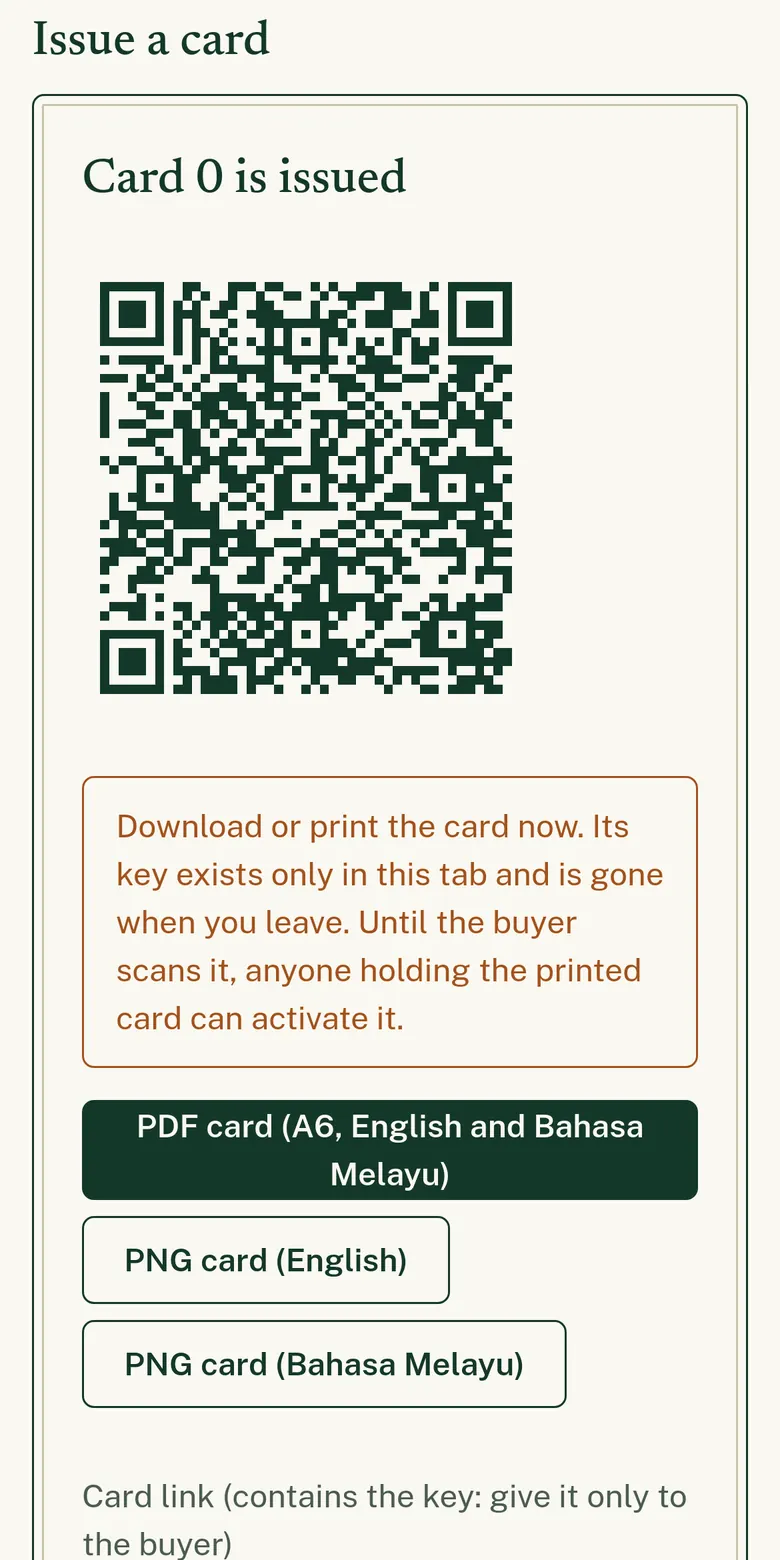 Issue a card
Card 0 is issued
Download or print the card now. Its
key exists only in this tab and is gone
when you leave. Until the buyer
scans it, anyone holding the printed
card can activate it.
PDF card (A6, English and Bahasa
Melayu)
PNG card (English)
PNG card (Bahasa Melayu)
Card link (contains the key: give it only to
the buyer)